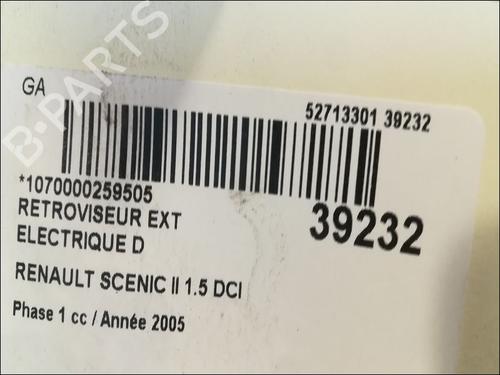 GA
52713301 39232
*1070000259505
39232
RETROVISEUR EXT
ELECTRIQUE D
RENAULT SCENIC II 1.5 DCI
Phase 1 cc / Année 2005
B-PARTS